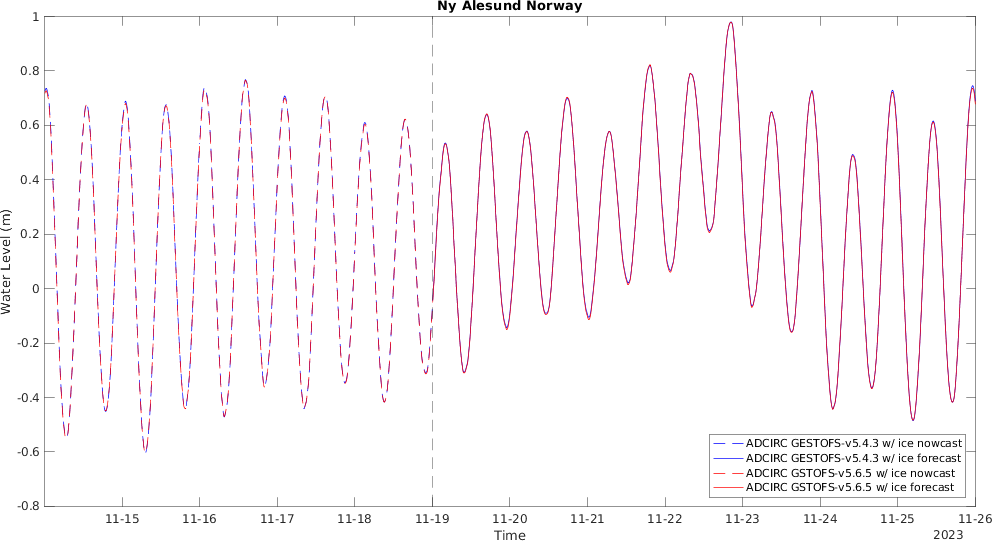 Ny Alesund Norway
Water Level (m)
1
0.8
0.6
0.4
0.2
0
-0.2
-0.4
-0.6
-0.8
ADCIRC GESTOFS-v5.4.3 w/ ice nowcast
ADCIRC GESTOFS-v5.4.3 w/ ice forecast
ADCIRC GSTOFS-v5.6.5 w/ ice nowcast
ADCIRC GSTOFS-v5.6.5 w/ ice forecast
11-15 11-16 11-17 11-18 11-19 11-20 11-21 11-22 11-23 11-24 11-25 11-26
Time
2023